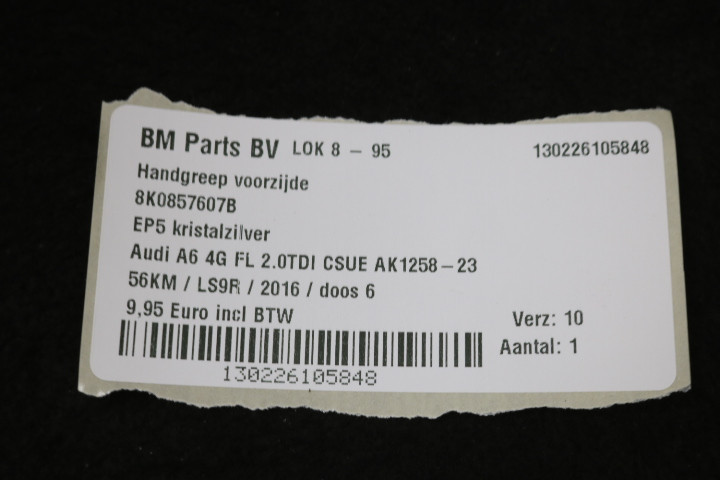 BM Parts BV LOK 8 - 95 130226105848
Handgreep voorzijde
8K0857607B
EP5 kristalzilver
Audi A6 4G FL 2.0TDI CSUE AK1258-23
56KM / LS9R / 2016 / doos 6
9,95 Euro incl BTW Verz: 10
Aantal: 1
130226105848